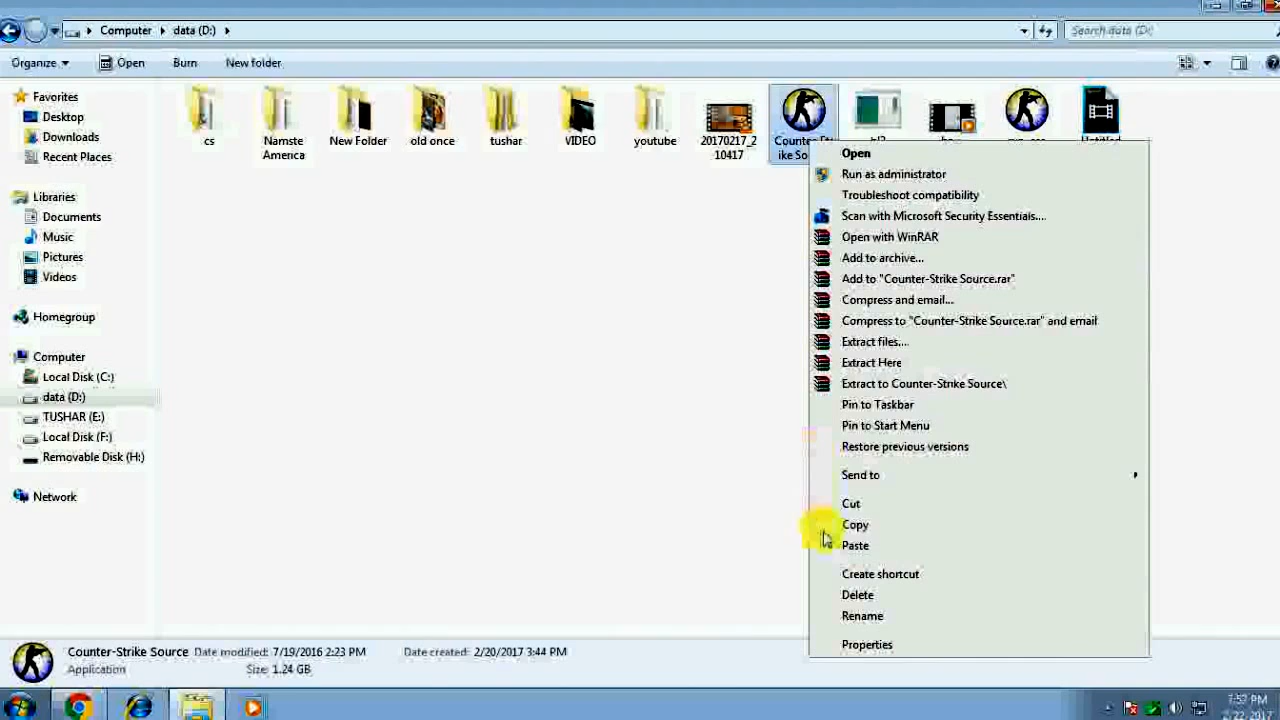 Computer
data (D:)
Search data (D:)
Organize
Open
Burn
New folder
Favorites
Desktop
Downloads
Recent Places
Libraries
Documents
Music
Pictures
Videos
Homegroup
Computer
Local Disk (C:)
data (D:)
TUSHAR (E:)
Local Disk (F:)
Removable Disk (H:)
Network
cs
Namste
America
New Folder
old once
tushar
VIDEO
youtube
20170217_2
10417
Open
Run as administrator
Troubleshoot compatibility
Scan with Microsoft Security Essentials...
Open with WinRAR
Add to archive...
Add to "Counter-Strike Source.rar"
Compress and email...
Compress to "Counter-Strike Source.rar" and email
Extract files...
Extract Here
Extract to Counter-Strike Source\
Pin to Taskbar
Pin to Start Menu
Restore previous versions
Send to
Cut
Copy
Paste
Create shortcut
Delete
Rename
Properties
Counter-Strike Source
Date modified: 7/19/2016 2:23 PM
Date created: 2/20/2017 3:44 PM
Application
Size: 1.24 GB